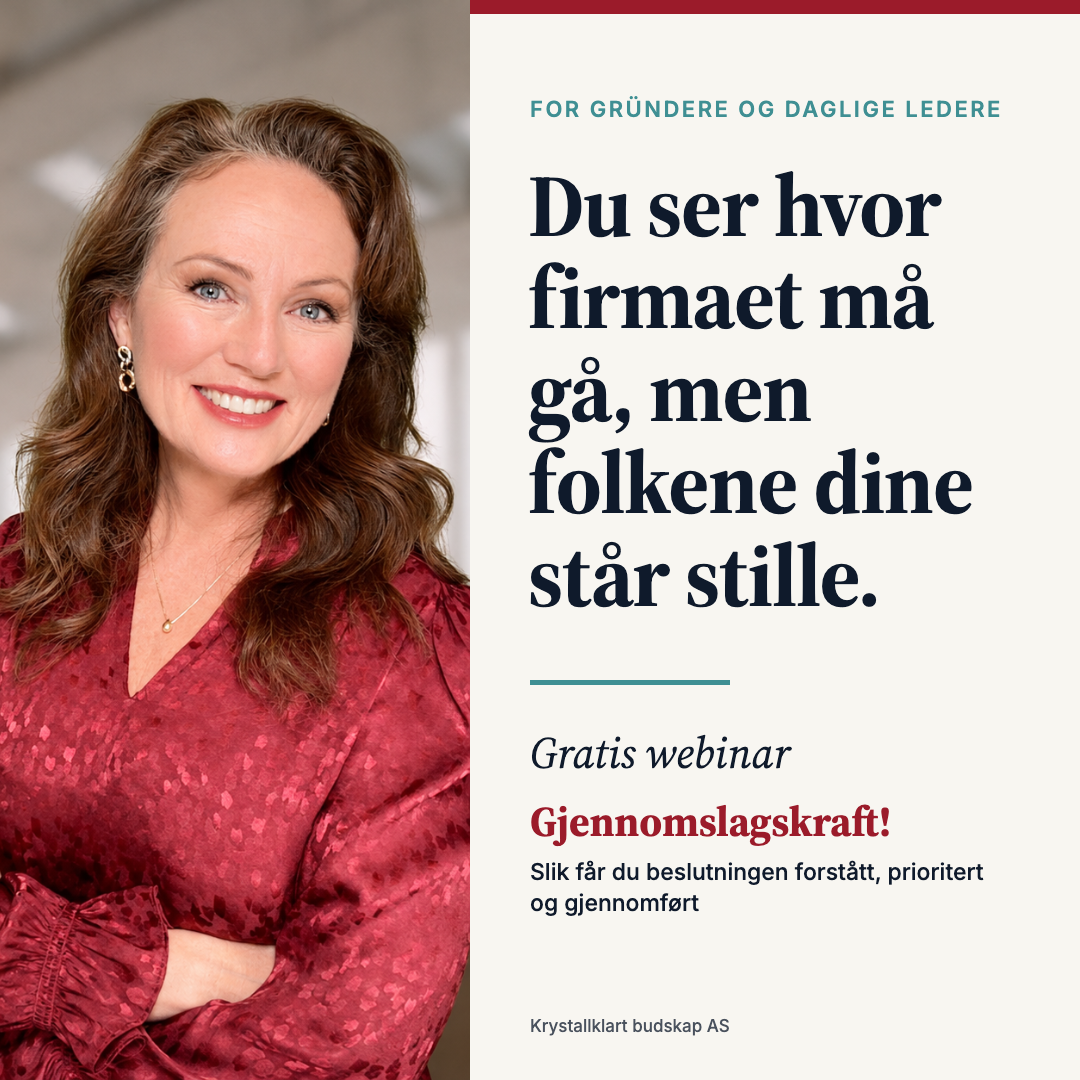 FOR GRÜNDERE OG DAGLIGE LEDERE
Du ser hvor
firmaet må
gå, men
folkene dine
står stille.
Gratis webinar
Gjennomslagskraft!
Slik får du beslutningen forstått, prioritert
og gjennomført
Krystallklart budskap AS